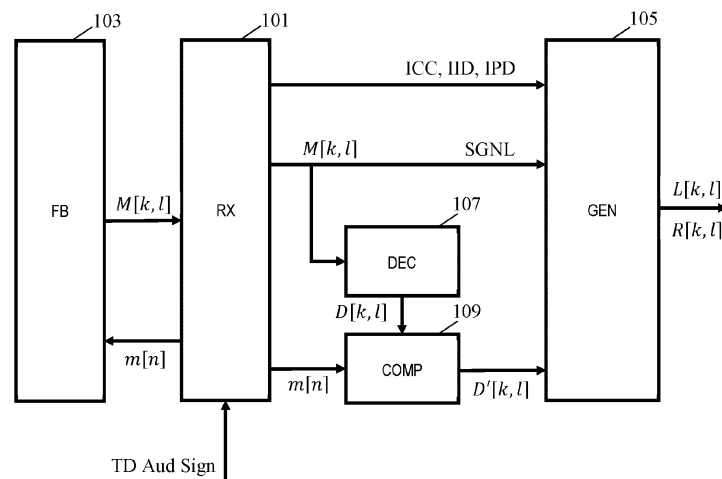 103
101
105
ICC, IID, IPD
M[k, l]
SGNL
107
FB
M[k, l]
RX
GEN
L[k, l]
R[k, l]
DEC
D[k, l]
109
m[n]
m[n]
COMP
D'[k, l]
TD Aud Sign